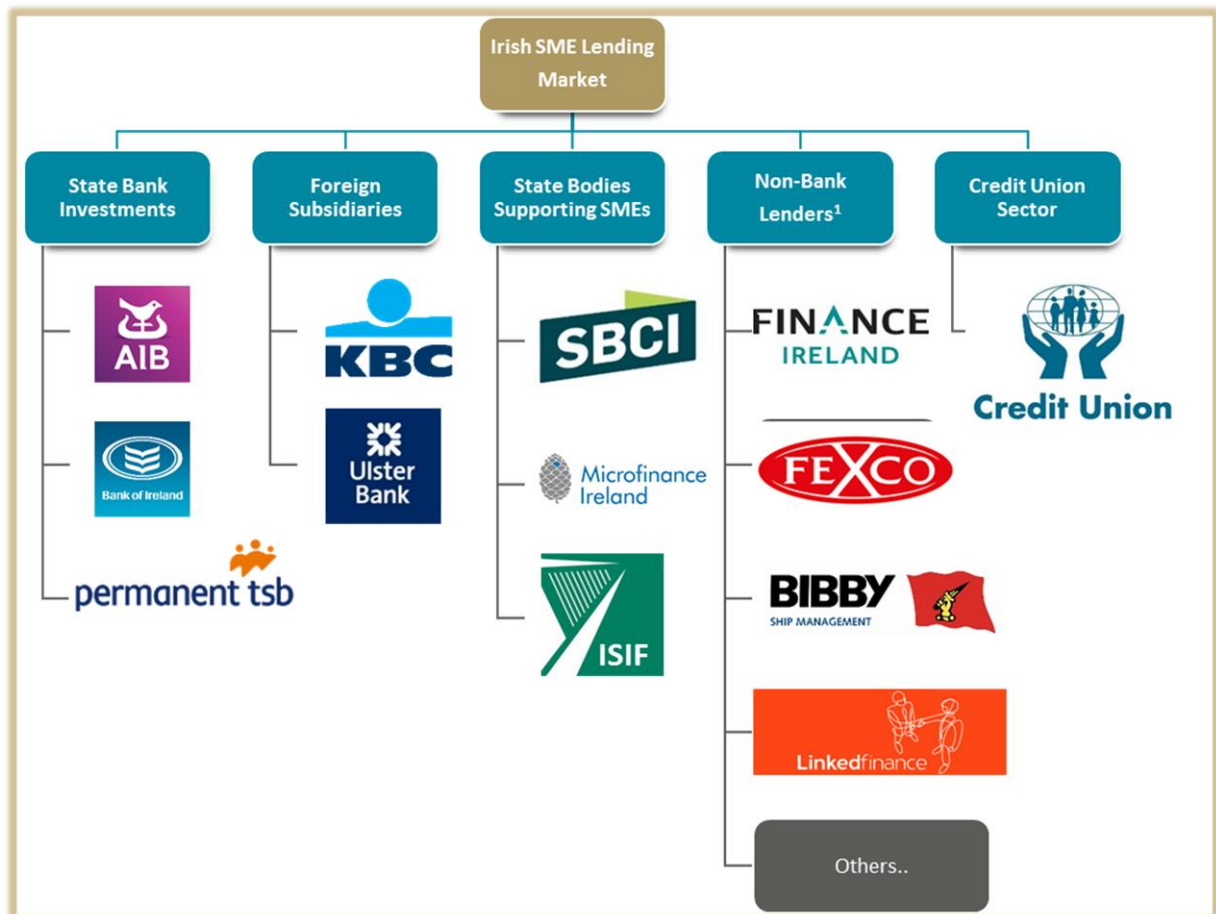 Irish SME Lending
Market
State Bank
Investments
Foreign
Subsidiaries
State Bodies
Supporting SMEs
Non-Bank
Lenders¹
Credit Union
Sector
AIB
Bank of Ireland
permanent tsb
KBC
Ulster
Bank
SBCI
Microfinance
Ireland
ISIF
FINANCE
IRELAND
FEXCO
BIBBY
SHIP MANAGEMENT
Linkedfinance
Others..
Credit Union